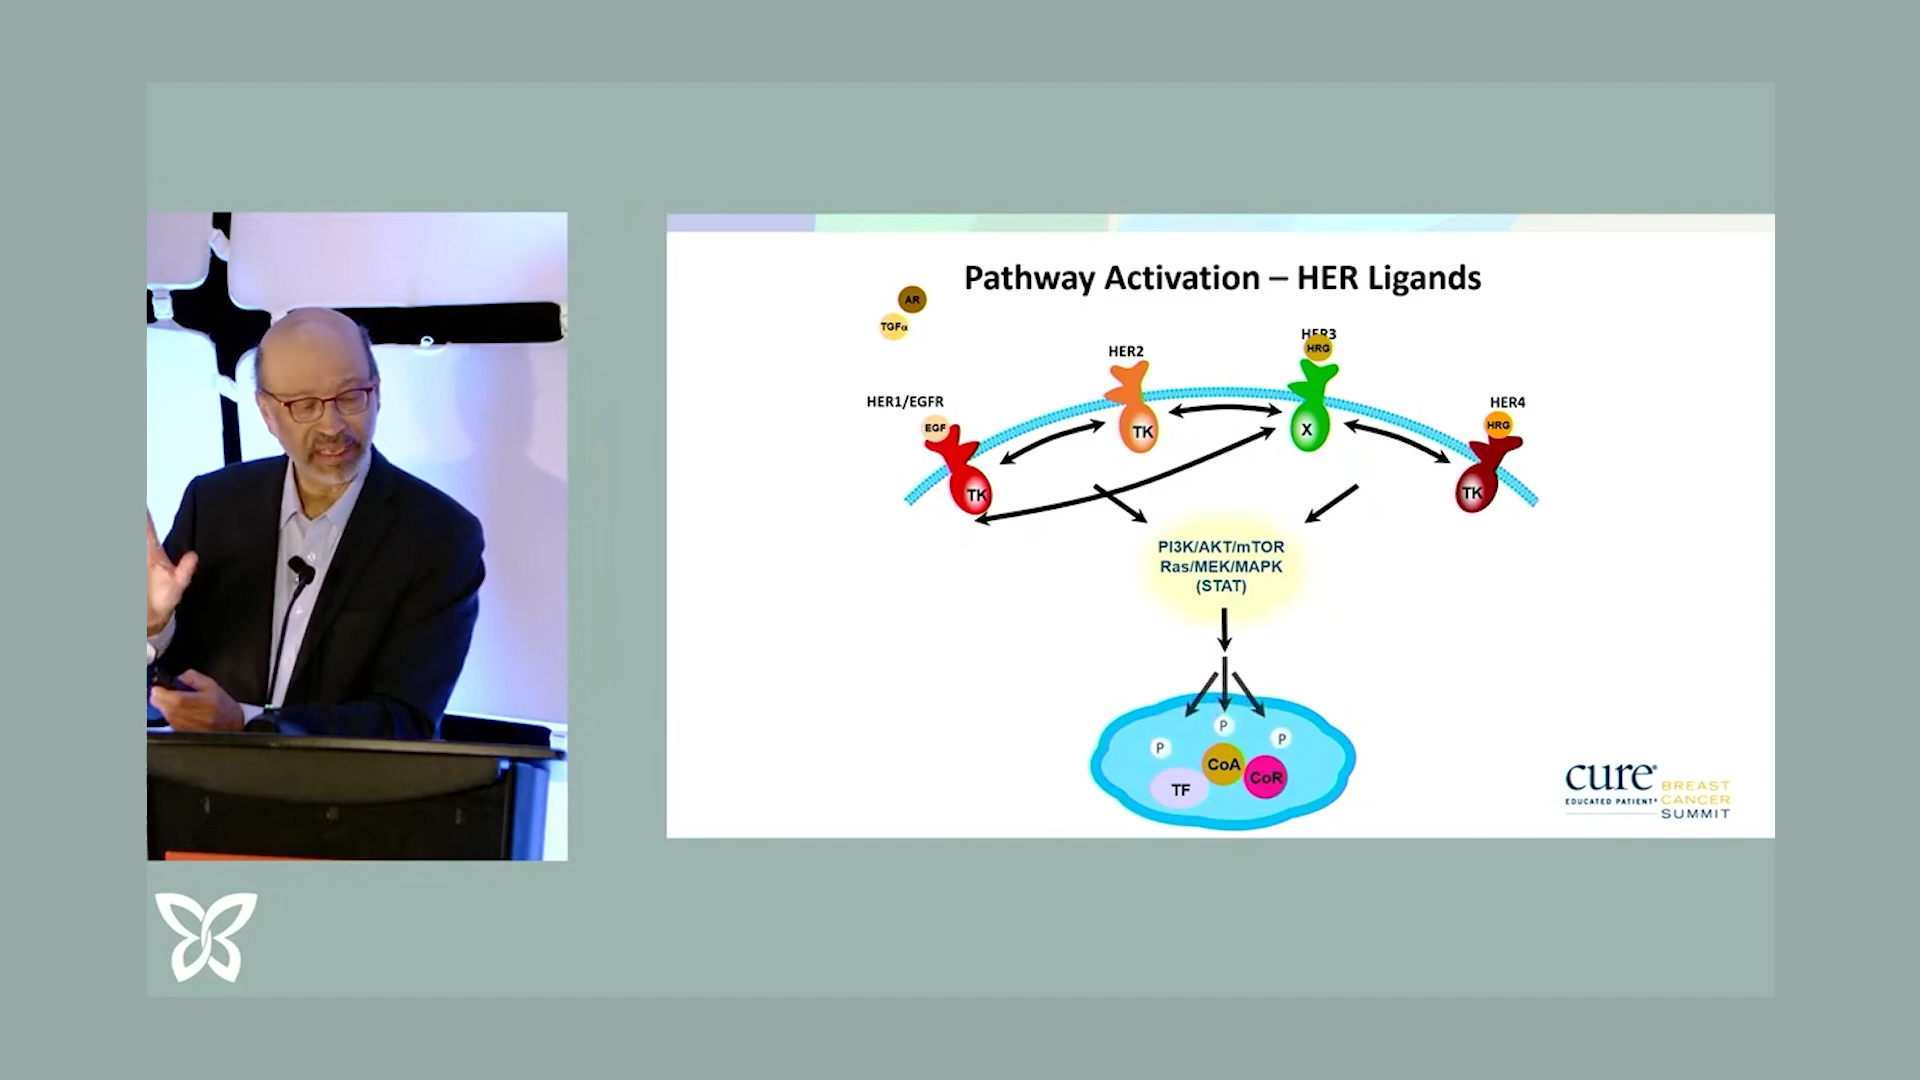 Pathway Activation – HER Ligands
AR
TGFα
HER2
HER3
HRG
HER1/EGFR
EGF
HER4
HRG
TK
X
TK
TK
PI3K/AKT/mTOR
Ras/MEK/MAPK
(STAT)
P
P
P
CoA
CoR
TF
cure®
EDUCATED PATIENT®
BREAST
CANCER
SUMMIT